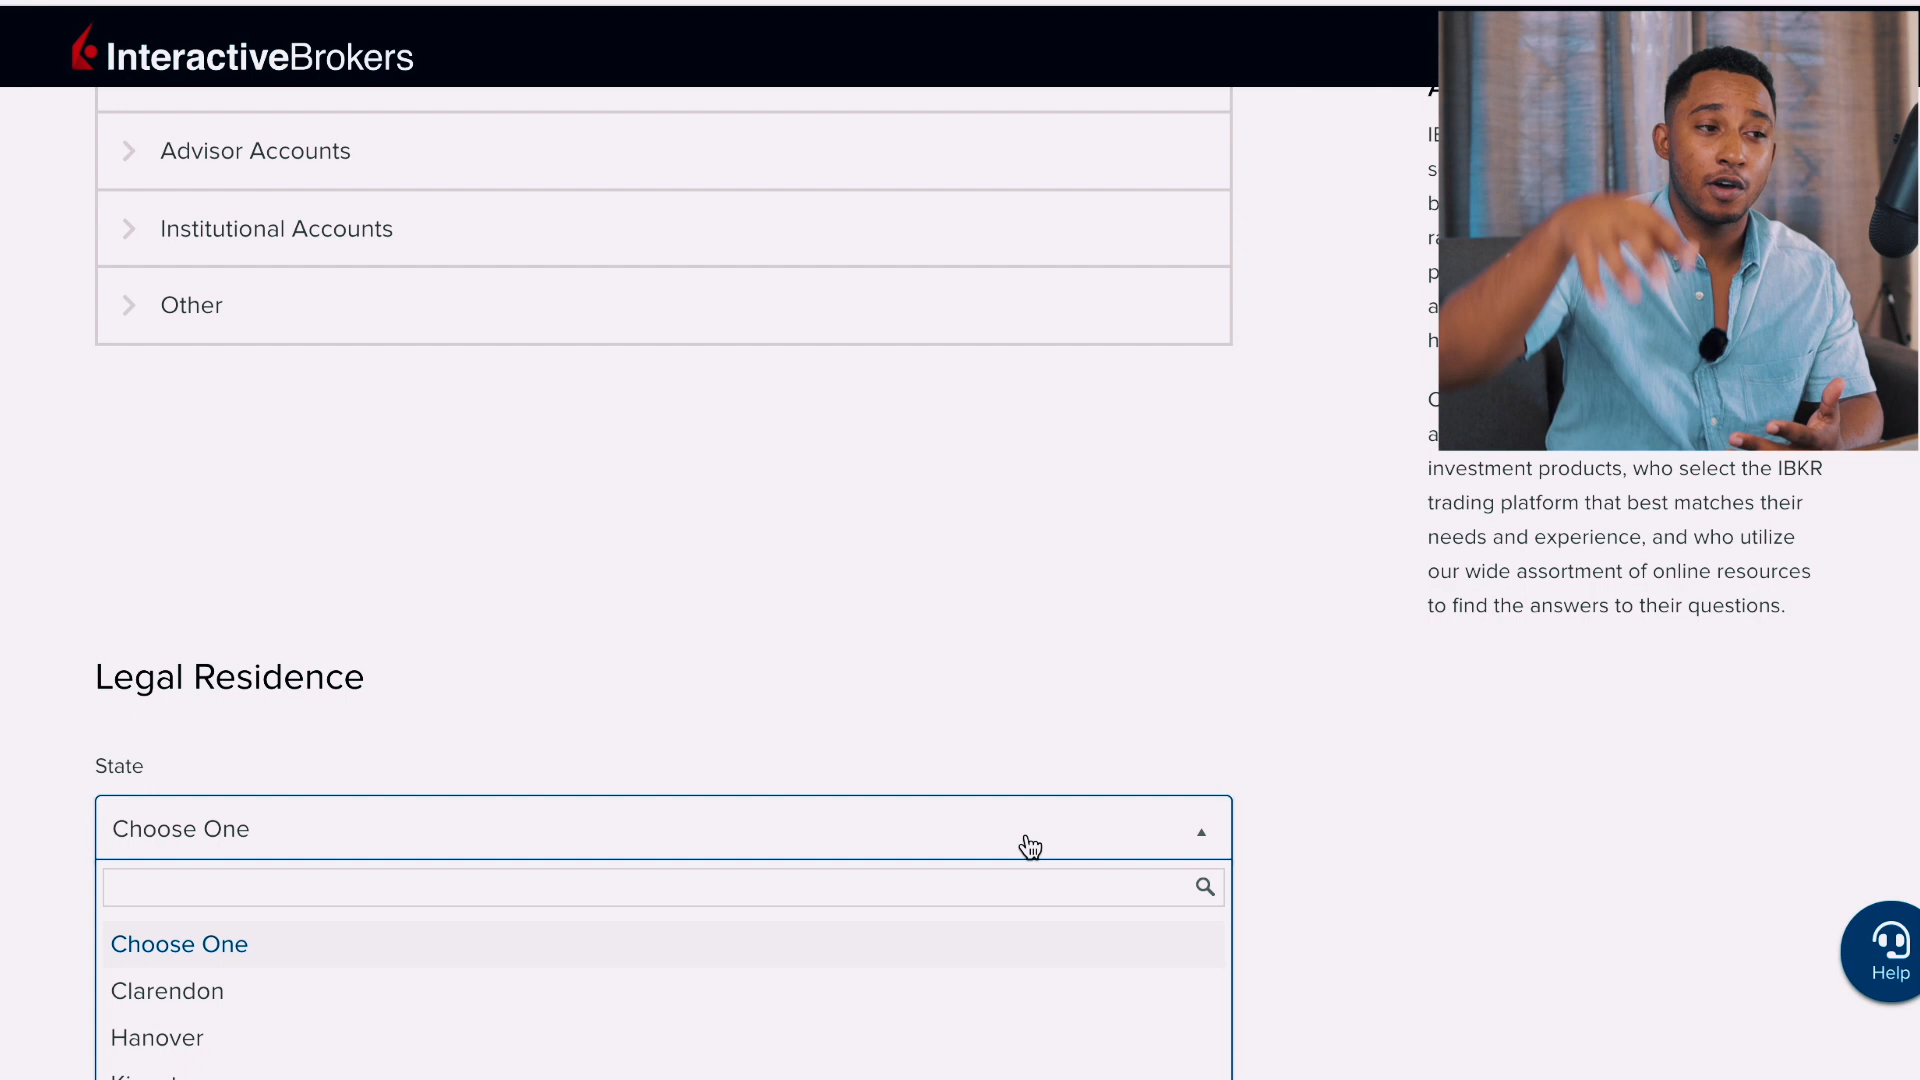 InteractiveBrokers
Advisor Accounts
Institutional Accounts
Other
investment products, who select the IBKR
trading platform that best matches their
needs and experience, and who utilize
our wide assortment of online resources
to find the answers to their questions.
Legal Residence
State
Choose One
Choose One
Clarendon
Hanover
Help